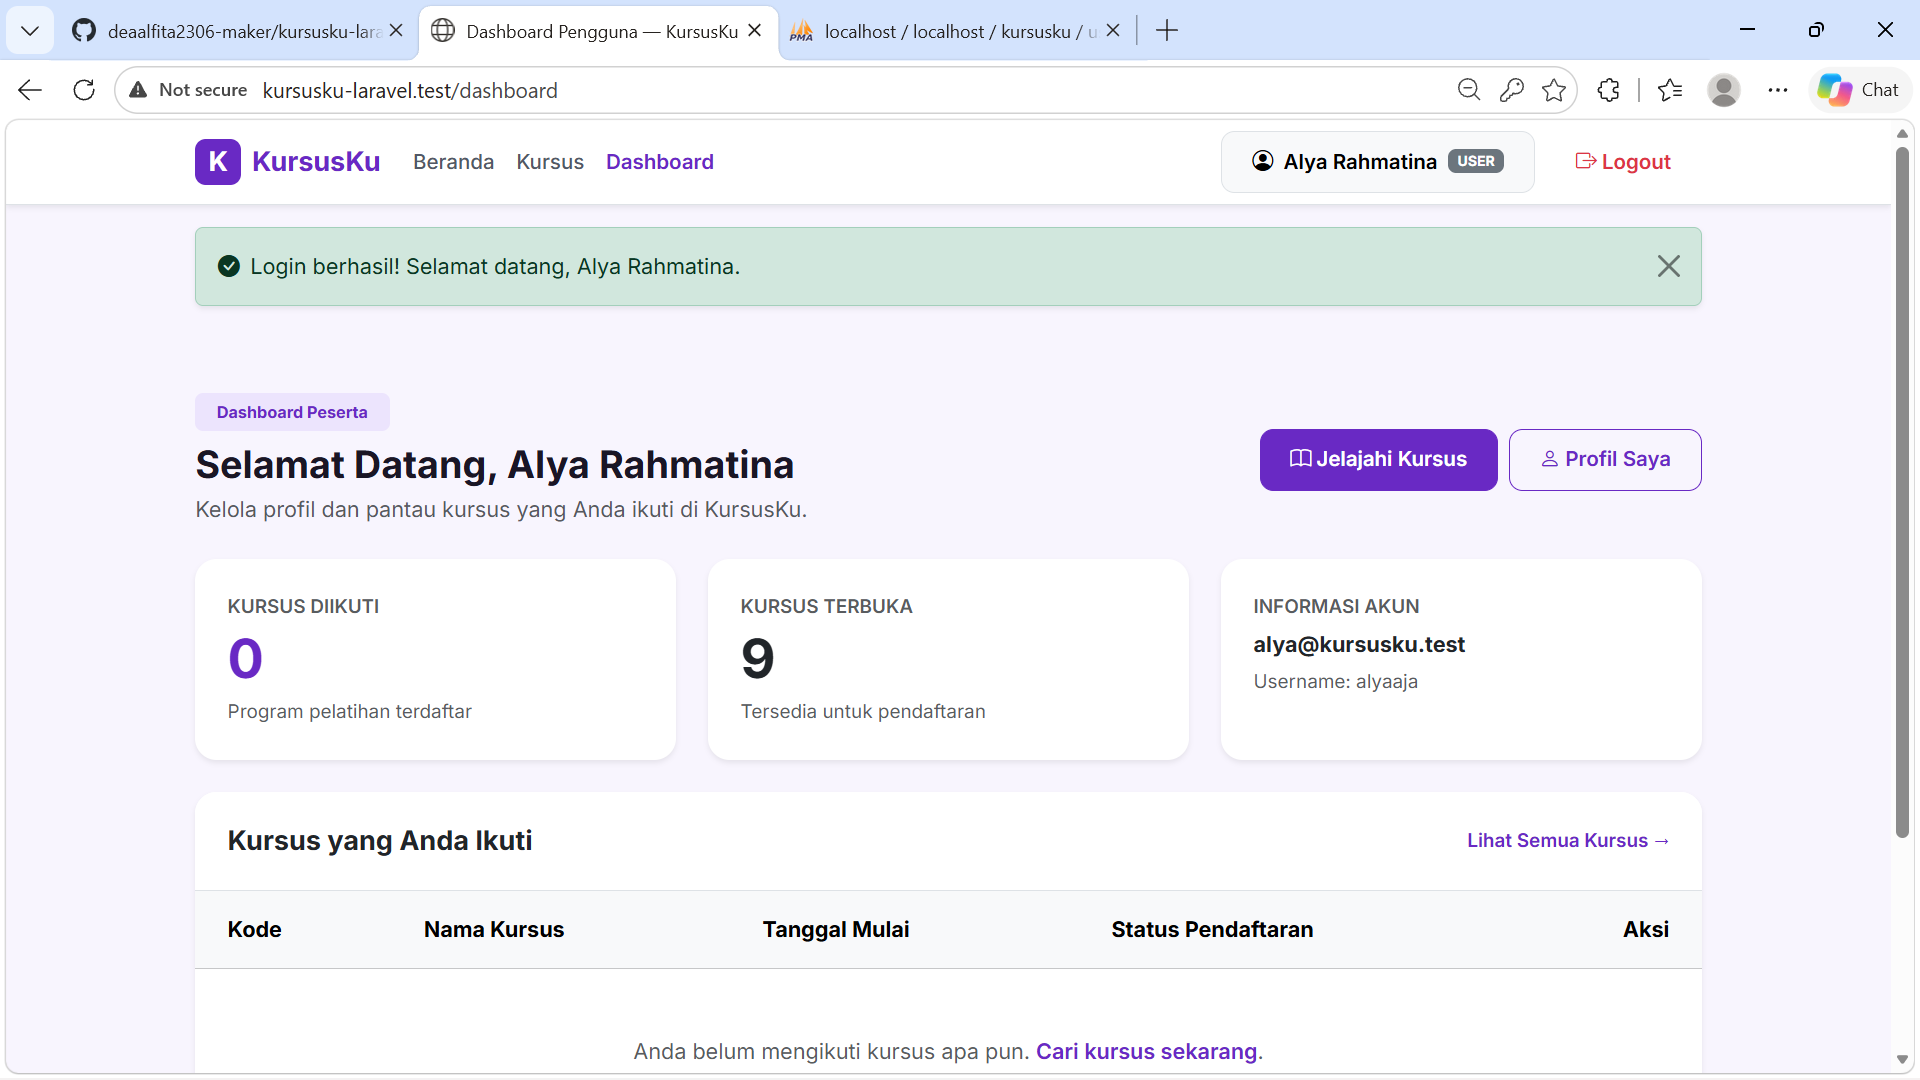 deaalfita2306-maker/kursusku-lara
Dashboard Pengguna — KursusKu
PMA
localhost / localhost / kursusku / u
Not secure
kursusku-laravel.test/dashboard
Chat
K
KursusKu
Beranda
Kursus
Dashboard
Alya Rahmatina
USER
Logout
Login berhasil! Selamat datang, Alya Rahmatina.
Dashboard Peserta
Selamat Datang, Alya Rahmatina
Kelola profil dan pantau kursus yang Anda ikuti di KursusKu.
Jelajahi Kursus
Profil Saya
KURSUS DIIKUTI
0
Program pelatihan terdaftar
KURSUS TERBUKA
9
Tersedia untuk pendaftaran
INFORMASI AKUN
alya@kursusku.test
Username: alyaaja
Kursus yang Anda Ikuti
Lihat Semua Kursus →
Kode
Nama Kursus
Tanggal Mulai
Status Pendaftaran
Aksi
Anda belum mengikuti kursus apa pun. Cari kursus sekarang.